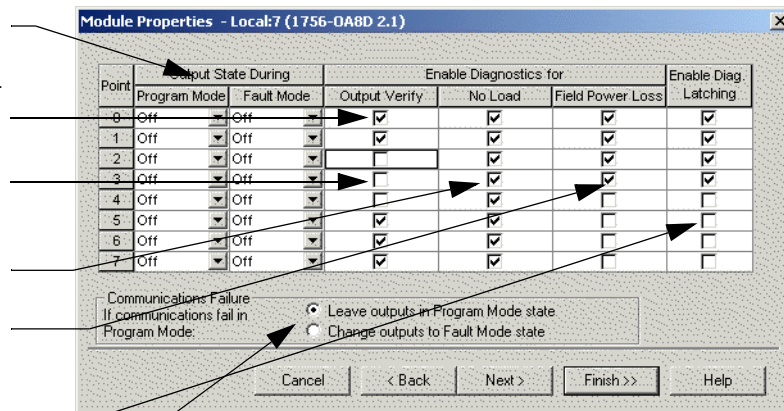 Module Properties - Local:7 (1756-OA8D 2.1)
Point Output State During Enable Diagnostics for Enable Diag. Latching
Program Mode Fault Mode Output Verify No Load Field Power Loss
0 Off Off
1 Off Off
2 Off Off
3 Off Off
4 Off Off
5 Off Off
6 Off Off
7 Off Off
Communications Failure
If communications fail in Program Mode:
Leave outputs in Program Mode state
Change outputs to Fault Mode state
Cancel < Back Next > Finish >> Help